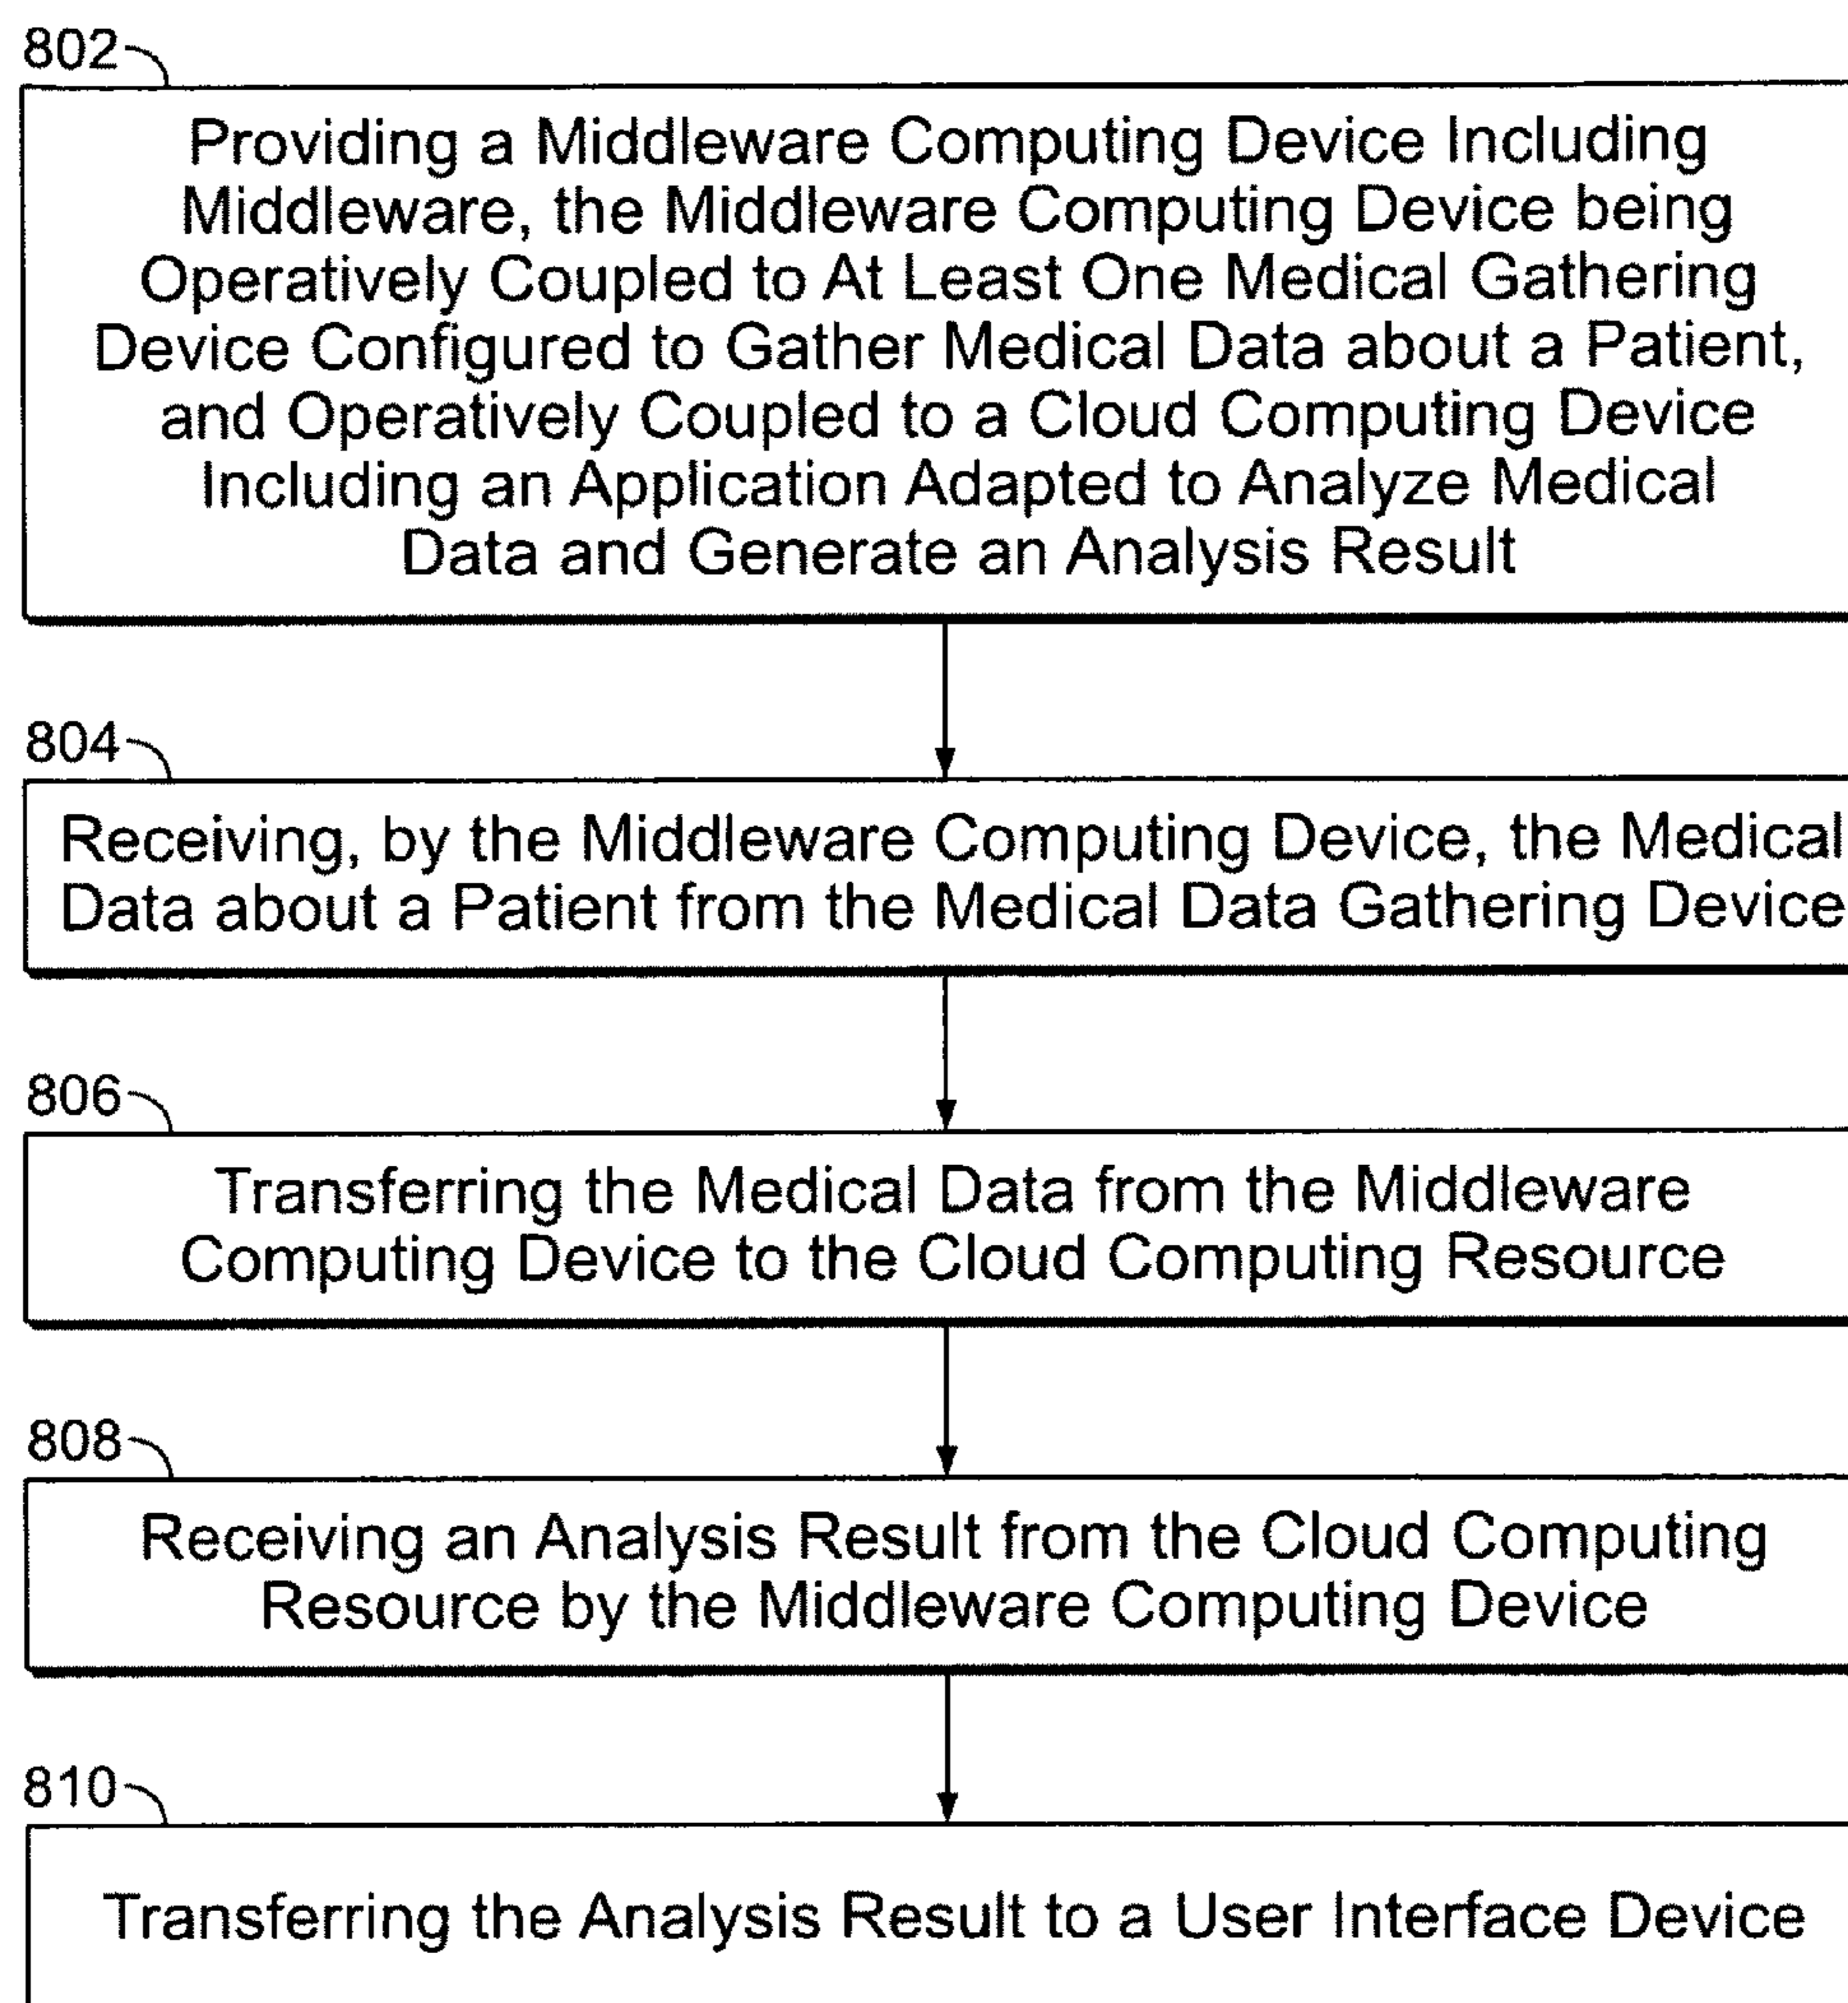 802
Providing a Middleware Computing Device Including
Middleware, the Middleware Computing Device being
Operatively Coupled to At Least One Medical Gathering
Device Configured to Gather Medical Data about a Patient,
and Operatively Coupled to a Cloud Computing Device
Including an Application Adapted to Analyze Medical
Data and Generate an Analysis Result
804
Receiving, by the Middleware Computing Device, the Medical
Data about a Patient from the Medical Data Gathering Device
806
Transferring the Medical Data from the Middleware
Computing Device to the Cloud Computing Resource
808
Receiving an Analysis Result from the Cloud Computing
Resource by the Middleware Computing Device
810
Transferring the Analysis Result to a User Interface Device